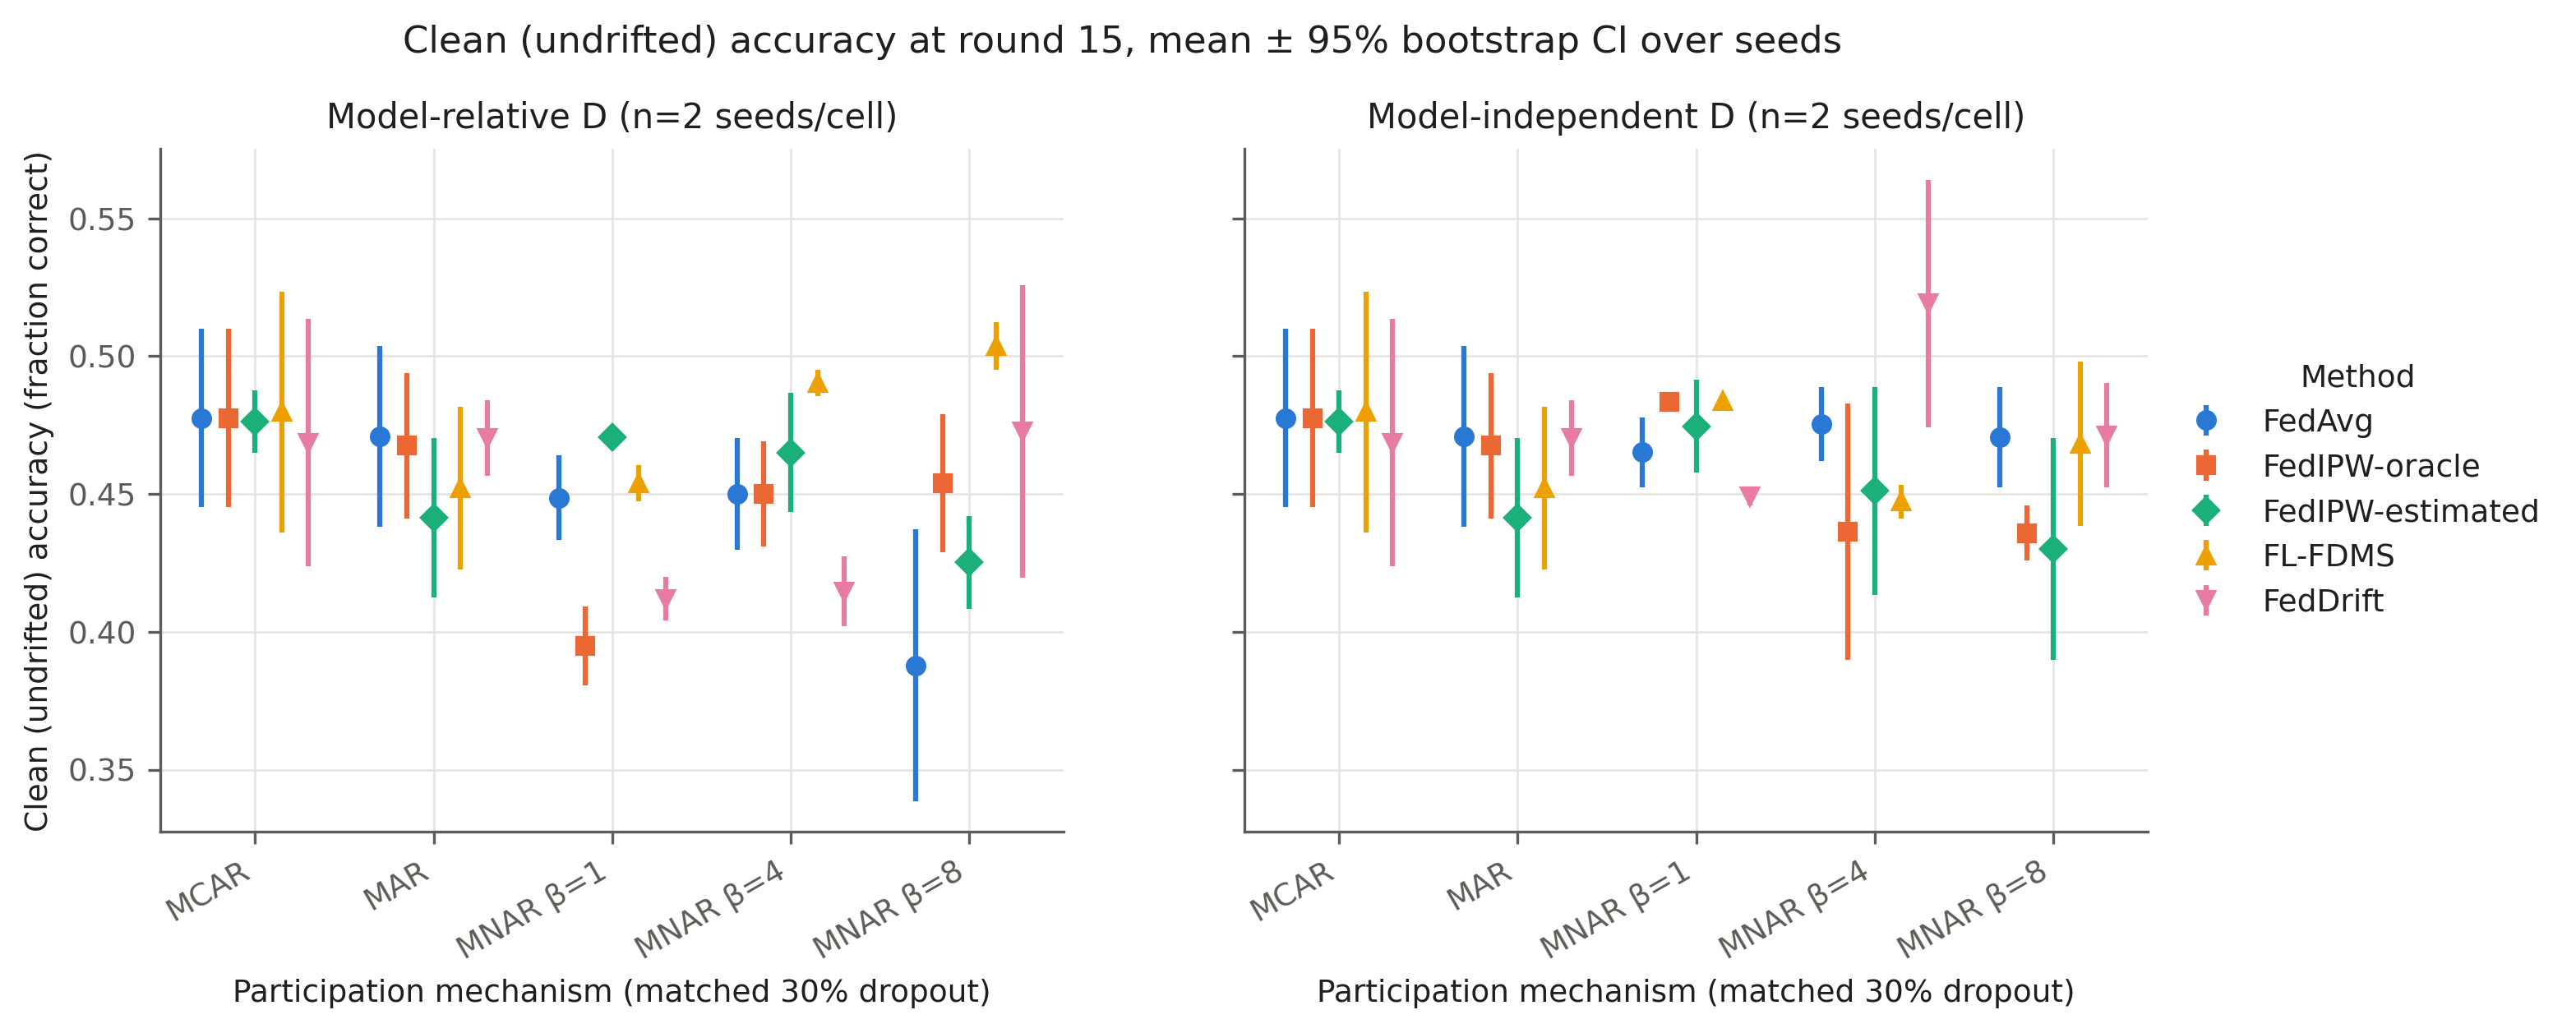 Clean (undrifted) accuracy at round 15, mean ± 95% bootstrap CI over seeds
Model-relative D (n=2 seeds/cell)
Clean (undrifted) accuracy (fraction correct)
0.55
0.50
0.45
0.40
0.35
MCAR
MAR
MNAR β=1
MNAR β=4
MNAR β=8
Participation mechanism (matched 30% dropout)
Model-independent D (n=2 seeds/cell)
MCAR
MAR
MNAR β=1
MNAR β=4
MNAR β=8
Participation mechanism (matched 30% dropout)
Method
FedAvg
FedIPW-oracle
FedIPW-estimated
FL-FDMS
FedDrift